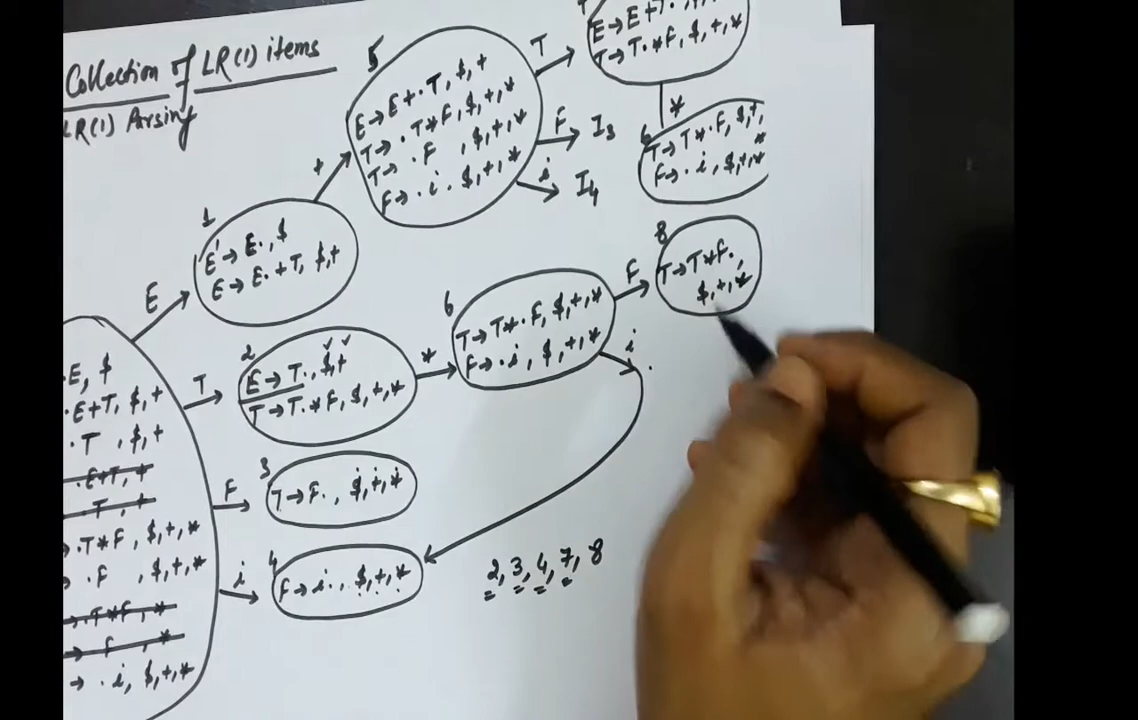 Collection of LR(1) items
LR(1) Parsing
5
E→E+·T, $,+
T→·T*F, $,+,*
T→·F , $,+,*
F→·i·$,+,*
T
F
I3
i
I4
E→E+T·
T→T·*F, $,+,*
*
6
T→T*·F, $,+,
*
F→·i, $,+,*
+
1
E'→E·, $
E→E·+T, $,+
E
T
2
E→T·, $,+
T→T·*F, $,+,*
*
6
T→T*·F, $,+,*
F→·i, $,+,*
F
8
T→T*F·,
$,+,*
i
F
3
T→F·, $,+,*
i
4
F→i·, $,+,*
2, 3, 4, 7, 8
·E, $
·E+T, $,+
·T , $,+
·E+T, +
·T, +
→·T*F, $,+,*
→·F , $,+,*
→·T*F, *
→·F , *
→·i, $,+,*